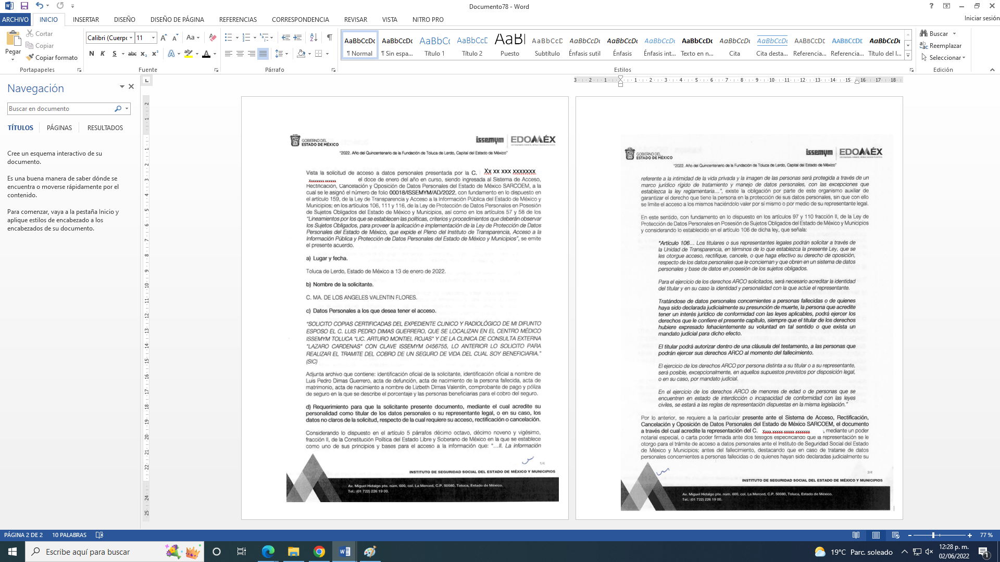 Documento78 - Word
ARCHIVO INICIO INSERTAR DISEÑO DISEÑO DE PÁGINA REFERENCIAS CORRESPONDENCIA REVISAR VISTA NITRO PRO
Iniciar sesión
Pegar
Cortar
Copiar
Copiar formato
Portapapeles
Calibri (Cuerpo 11
N K S abc x₂ x²
Fuente
Párrafo
AaBbCcDc AaBbCcDc AaBbCc AaBbCcD AaBl AaBbCcD AaBbCcDc AaBbCcDc AaBbCcDc AaBbCcDc AaBbCcDc AaBbCcDc AABBCCDD AABBCCDD AaBbCcDc
¶ Normal ¶ Sin espa... Título 1 Título 2 Puesto Subtítulo Énfasis sutil Énfasis Énfasis int... Texto en n... Cita Cita desta... Referencia... Referencia... Título del l...
Estilos
Buscar
Reemplazar
Seleccionar
Edición
Navegación
Buscar en documento
TÍTULOS PÁGINAS RESULTADOS
Cree un esquema interactivo de su
documento.
Es una buena manera de saber dónde se
encuentra o moverse rápidamente por el
contenido.
Para comenzar, vaya a la pestaña Inicio y
aplique estilos de encabezado a los
encabezados de su documento.
GOBIERNO DEL
ESTADO DE MÉXICO
issemym EDOMÉX
"2022. Año del Quincentenario de la Fundación de Toluca de Lerdo, Capital del Estado de México"
Vista la solicitud de acceso a datos personales presentada por la C. Xx xx xxx xxxxxxx
Xxxxxxxx xxxxxx el doce de enero del año en curso, siendo ingresada al Sistema de Acceso,
Rectificación, Cancelación y Oposición de Datos Personales del Estado de México SARCOEM, a la
cual se le asignó el número de folio 00018/ISSEMYM/AD/2022, con fundamento en lo dispuesto en
el artículo 159, de la Ley de Transparencia y Acceso a la Información Pública del Estado de México y
Municipios; en los artículos 106, 111 y 116, de la Ley de Protección de Datos Personales en Posesión
de Sujetos Obligados del Estado de México y Municipios, así como en los artículos 57 y 58 de los
"Lineamientos por los que se establecen las políticas, criterios y procedimientos que deberán observar
los Sujetos Obligados, para proveer la aplicación e implementación de la Ley de Protección de Datos
Personales del Estado de México, que expide el Pleno del Instituto de Transparencia, Acceso a la
Información Pública y Protección de Datos Personales del Estado de México y Municipios", se emite
el presente acuerdo.
a) Lugar y fecha.
Toluca de Lerdo, Estado de México a 13 de enero de 2022.
b) Nombre de la solicitante.
C. MA. DE LOS ANGELES VALENTIN FLORES.
c) Datos Personales a los que desea tener el acceso.
"SOLICITO COPIAS CERTIFICADAS DEL EXPEDIENTE CLINICO Y RADIOLÓGICO DE MI DIFUNTO
ESPOSO EL C. LUIS PEDRO DIMAS GUERRERO, QUE SE LOCALIZAN EN EL CENTRO MÉDICO
ISSEMYM TOLUCA "LIC. ARTURO MONTIEL ROJAS" Y DE LA CLINICA DE CONSULTA EXTERNA
"LAZARO CARDENAS" CON CLAVE ISSEMYM 0456755, LO ANTERIOR LO SOLICITO PARA
REALIZAR EL TRAMITE DEL COBRO DE UN SEGURO DE VIDA DEL CUAL SOY BENEFICIARIA."
(SIC)
Adjunta archivo que contiene: identificación oficial de la solicitante, identificación oficial a nombre de
Luis Pedro Dimas Guerrero, acta de defunción, acta de nacimiento de la persona fallecida, acta de
matrimonio, acta de nacimiento a nombre de Lizbeth Dimas Valentín, comprobante de pago y póliza
de seguro en la que se describe el porcentaje y las personas beneficiarias para el cobro del seguro.
d) Requerimiento para que la solicitante presente documento, mediante el cual acredite su
personalidad como titular de los datos personales o su representante legal, o en su caso, los
datos no claros de la solicitud, respecto de la cual requiere su acceso, rectificación o cancelación.
Considerando lo dispuesto en el artículo 5 párrafos décimo octavo, décimo noveno y vigésimo,
fracción II, de la Constitución Política del Estado Libre y Soberano de México en la que se establece
como uno de sus principios y bases para el acceso a la información que: "...II. La información
1/4
INSTITUTO DE SEGURIDAD SOCIAL DEL ESTADO DE MÉXICO Y MUNICIPIOS
Av. Miguel Hidalgo pte. núm. 600, col. La Merced, C.P. 50080, Toluca, Estado de México.
Tel.: (01 722) 226 19 00.
GOBIERNO DEL
ESTADO DE MÉXICO
issemym EDOMÉX
"2022. Año del Quincentenario de la Fundación de Toluca de Lerdo, Capital del Estado de México"
referente a la intimidad de la vida privada y la imagen de las personas será protegida a través de un
marco jurídico rígido de tratamiento y manejo de datos personales, con las excepciones que
establezca la ley reglamentaria...", existe la obligación por parte de este organismo auxiliar de
garantizar el derecho que tiene la persona en la protección de sus datos personales, sin que con ello
se limite el acceso a los mismos haciéndolo valer por sí mismo o por medio de su representante legal.
En este sentido, con fundamento en lo dispuesto en los artículos 97 y 110 fracción II, de la Ley de
Protección de Datos Personales en Posesión de Sujetos Obligados del Estado de México y Municipios
y considerando lo establecido en el artículo 106 de dicha ley, que señala:
"Artículo 106... Los titulares o sus representantes legales podrán solicitar a través de
la Unidad de Transparencia, en términos de lo que establezca la presente Ley, que se
les otorgue acceso, rectifique, cancele, o que haga efectivo su derecho de oposición,
respecto de los datos personales que le conciernan y que obren en un sistema de datos
personales y base de datos en posesión de los sujetos obligados.
Para el ejercicio de los derechos ARCO solicitados, será necesario acreditar la identidad
del titular y en su caso la identidad y personalidad con la que actúe el representante.
Tratándose de datos personales concernientes a personas fallecidas o de quienes
haya sido declarada judicialmente su presunción de muerte, la persona que acredite
tener un interés jurídico de conformidad con las leyes aplicables, podrá ejercer los
derechos que le confiere el presente capítulo, siempre que el titular de los derechos
hubiere expresado fehacientemente su voluntad en tal sentido o que exista un
mandato judicial para dicho efecto.
El titular podrá autorizar dentro de una cláusula del testamento, a las personas que
podrán ejercer sus derechos ARCO al momento del fallecimiento.
El ejercicio de los derechos ARCO por persona distinta a su titular o a su representante,
será posible, excepcionalmente, en aquellos supuestos previstos por disposición legal,
o en su caso, por mandato judicial.
En el ejercicio de los derechos ARCO de menores de edad o de personas que se
encuentren en estado de interdicción o incapacidad de conformidad con las leyes
civiles, se estará a las reglas de representación dispuestas en la misma legislación."
Por lo anterior, se requiere a la particular presente ante el Sistema de Acceso, Rectificación,
Cancelación y Oposición de Datos Personales del Estado de México SARCOEM, el documento
a través del cual acredite la representación del C. Xxxx xxxxx xxxxx xxxxxxx , mediante un poder
notarial especial, o carta poder firmada ante dos testigos especificando que la representación se le
otorgo para el trámite de acceso a datos personales ante el Instituto de Seguridad Social del Estado
de México y Municipios; antes del fallecimiento, destacando que en caso de tratarse de datos
personales concernientes a personas fallecidas o de quienes hayan sido declaradas judicialmente su
2/4
INSTITUTO DE SEGURIDAD SOCIAL DEL ESTADO DE MÉXICO Y MUNICIPIOS
Av. Miguel Hidalgo pte. núm. 600, col. La Merced, C.P. 50080, Toluca, Estado de México.
Tel.: (01 722) 226 19 00.
PÁGINA 2 DE 2 10 PALABRAS
77 %
Escribe aquí para buscar
19°C Parc. soleado
12:28 p. m.
02/06/2022
1